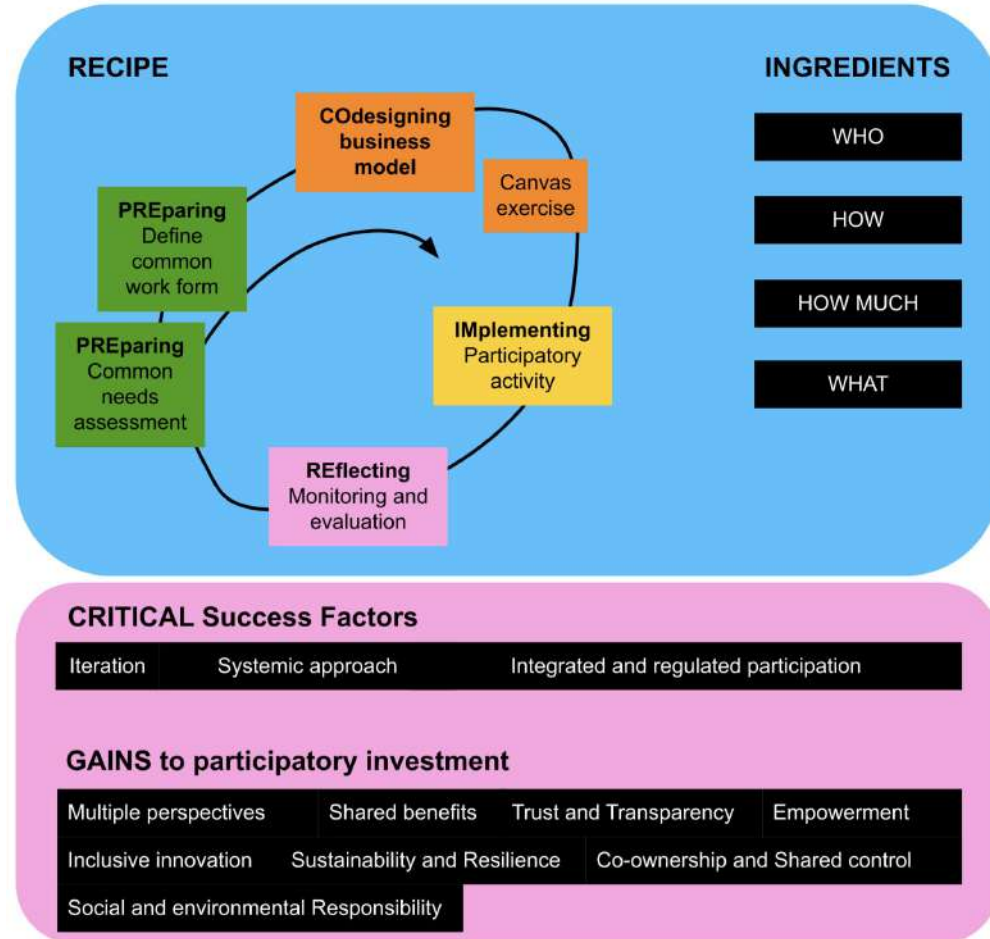 RECIPE
COdesigning
business
model
Canvas
exercise
PREparing
Define
common
work form
PREparing
Common
needs
assessment
IMplementing
Participatory
activity
REflecting
Monitoring and
evaluation
INGREDIENTS
WHO
HOW
HOW MUCH
WHAT
CRITICAL Success Factors
Iteration Systemic approach Integrated and regulated participation
GAINS to participatory investment
Multiple perspectives Shared benefits Trust and Transparency Empowerment
Inclusive innovation Sustainability and Resilience Co-ownership and Shared control
Social and environmental Responsibility